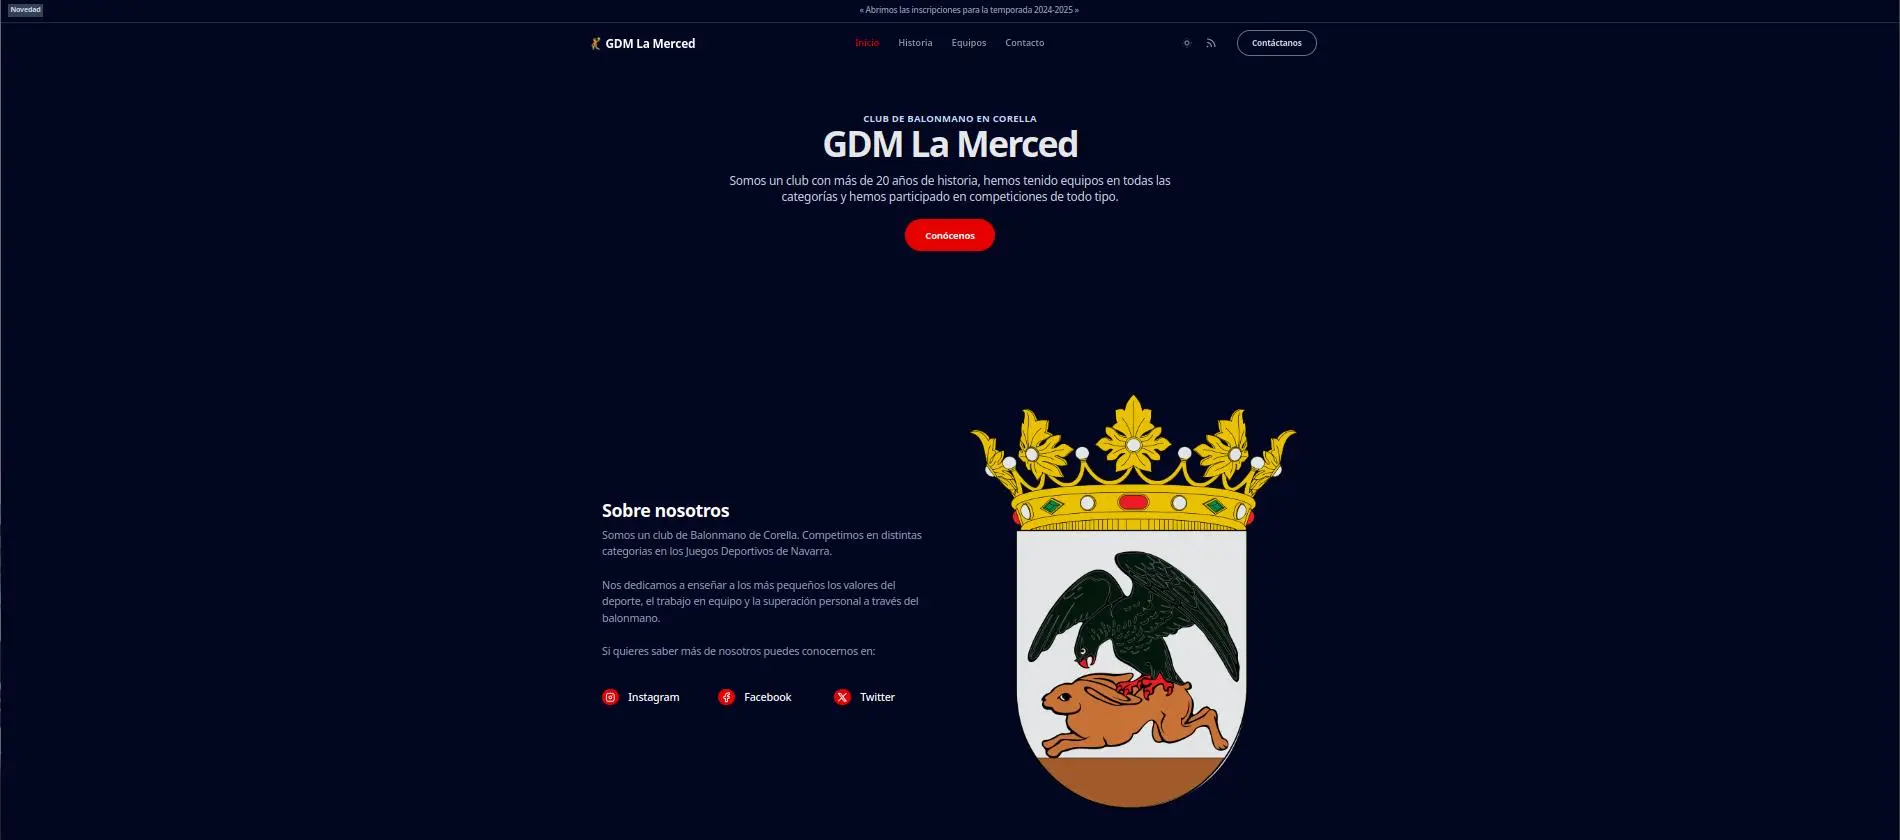 Novedad
« Abrimos las inscripciones para la temporada 2024-2025 »
GDM La Merced
Inicio
Historia
Equipos
Contacto
Contáctanos
CLUB DE BALONMANO EN CORELLA
GDM La Merced
Somos un club con más de 20 años de historia, hemos tenido equipos en todas las
categorías y hemos participado en competiciones de todo tipo.
Conócenos
Sobre nosotros
Somos un club de Balonmano de Corella. Competimos en distintas
categorias en los Juegos Deportivos de Navarra.
Nos dedicamos a enseñar a los más pequeños los valores del
deporte, el trabajo en equipo y la superación personal a través del
balonmano.
Si quieres saber más de nosotros puedes conocernos en:
Instagram
Facebook
Twitter